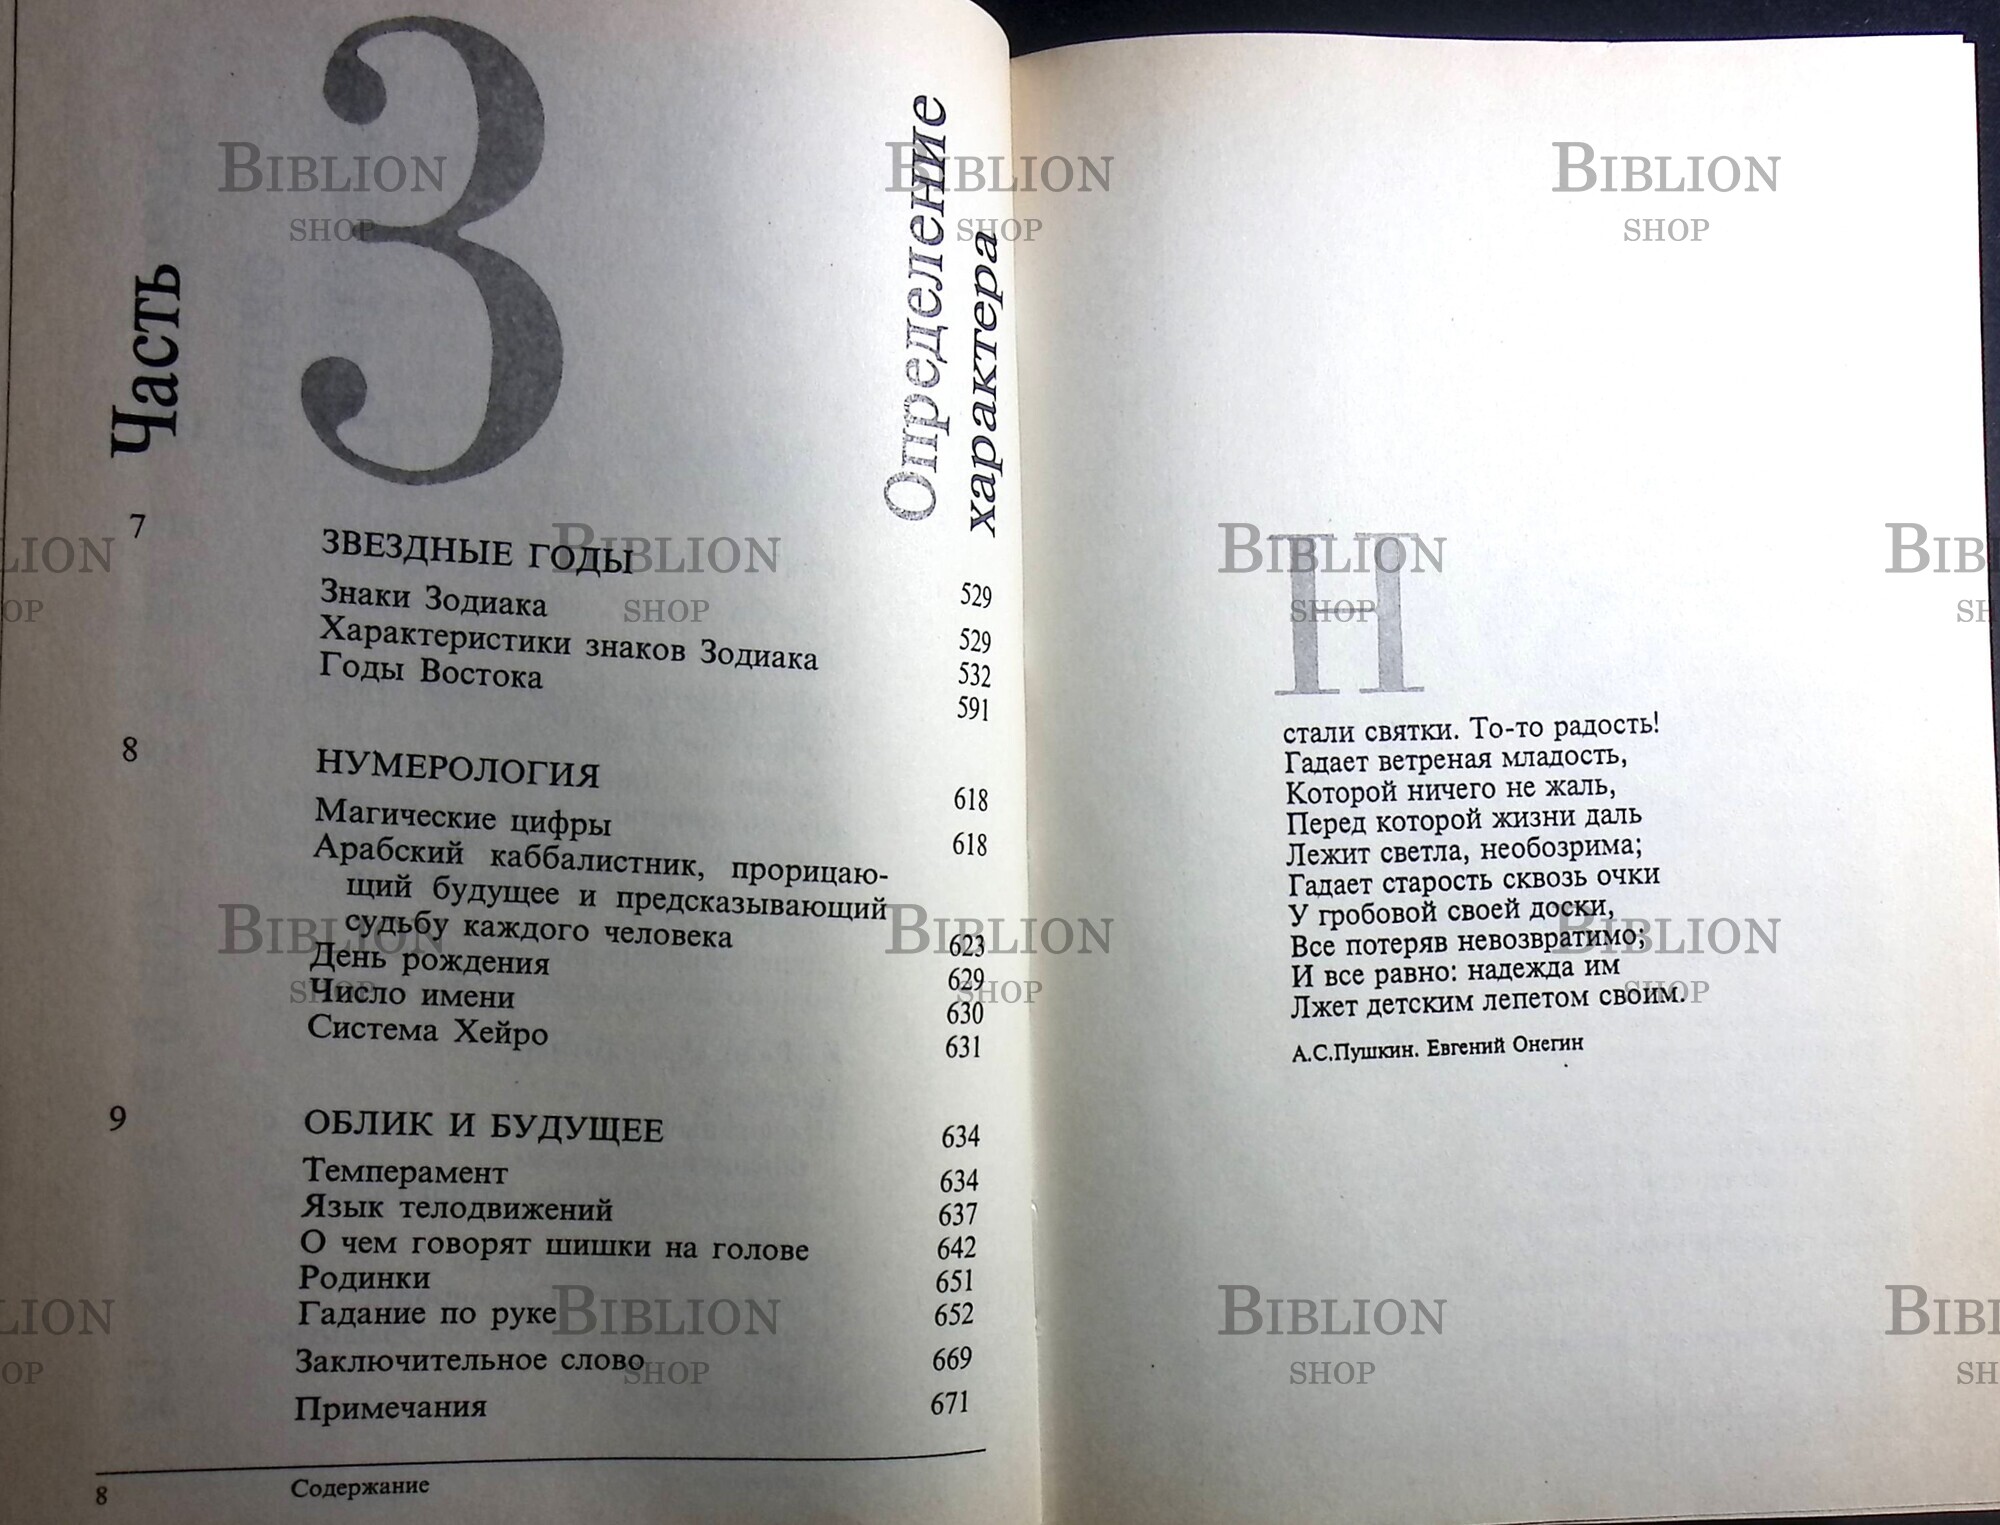 Часть
3
Определение
характера
7
ЗВЕЗДНЫЕ ГОДЫ 529
Знаки Зодиака 529
Характеристики знаков Зодиака 532
Годы Востока 591
8
НУМЕРОЛОГИЯ 618
Магические цифры 618
Арабский каббалистник, прорицаю-
щий будущее и предсказывающий
судьбу каждого человека 623
День рождения 629
Число имени 630
Система Хейро 631
9
ОБЛИК И БУДУЩЕЕ 634
Темперамент 634
Язык телодвижений 637
О чем говорят шишки на голове 642
Родинки 651
Гадание по руке 652
Заключительное слово 669
Примечания 671
8 Содержание
Н
стали святки. То-то радость!
Гадает ветреная младость,
Которой ничего не жаль,
Перед которой жизни даль
Лежит светла, необозрима;
Гадает старость сквозь очки
У гробовой своей доски,
Все потеряв невозвратимо;
И все равно: надежда им
Лжет детским лепетом своим.
А.С.Пушкин. Евгений Онегин
BIBLION
SHOP